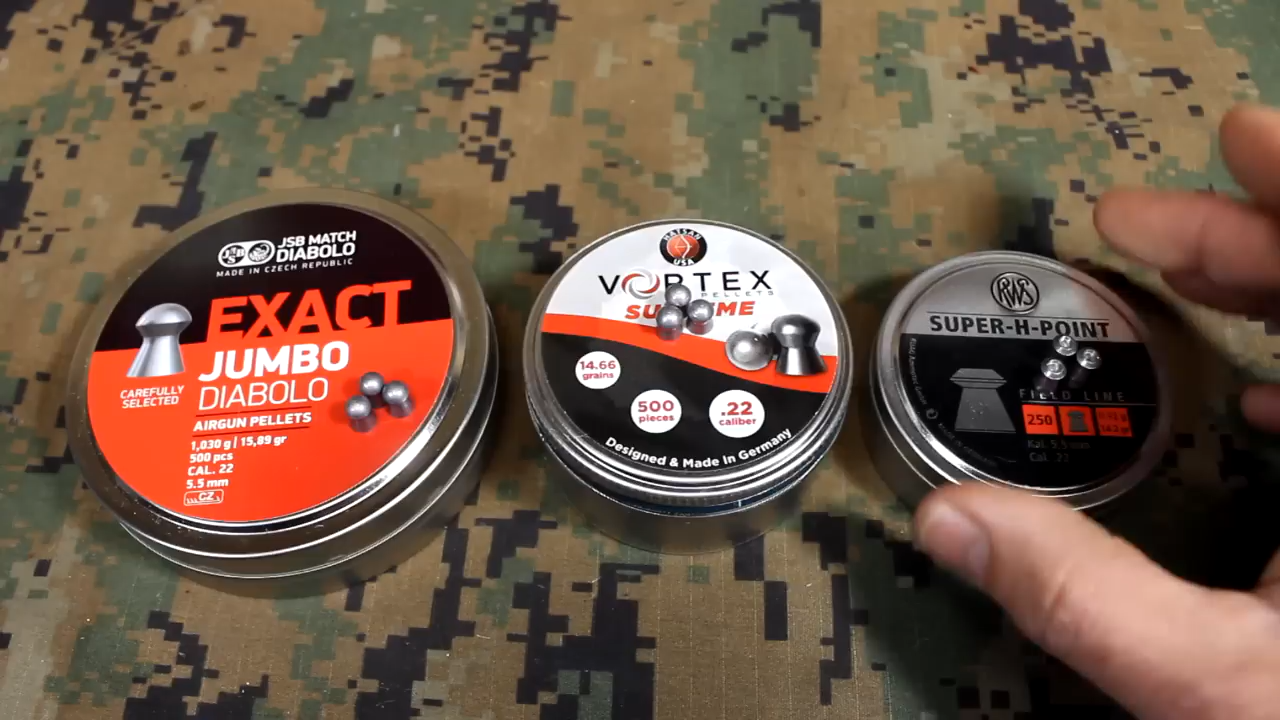 JSB
JSB MATCH
DIABOLO
MADE IN CZECH REPUBLIC
EXACT
JUMBO
DIABOLO
CAREFULLY
SELECTED
AIRGUN PELLETS
1,030 g | 15,89 gr
500 pcs
CAL. 22
5.5 mm
CZ
HATSAN
USA
VORTEX
PELLETS
14.66
grains
500
pieces
.22
caliber
Designed & Made in Germany
RWS
SUPER-H-POINT
FIELD LINE
250
Kal. 5.5 mm
Cal. .22